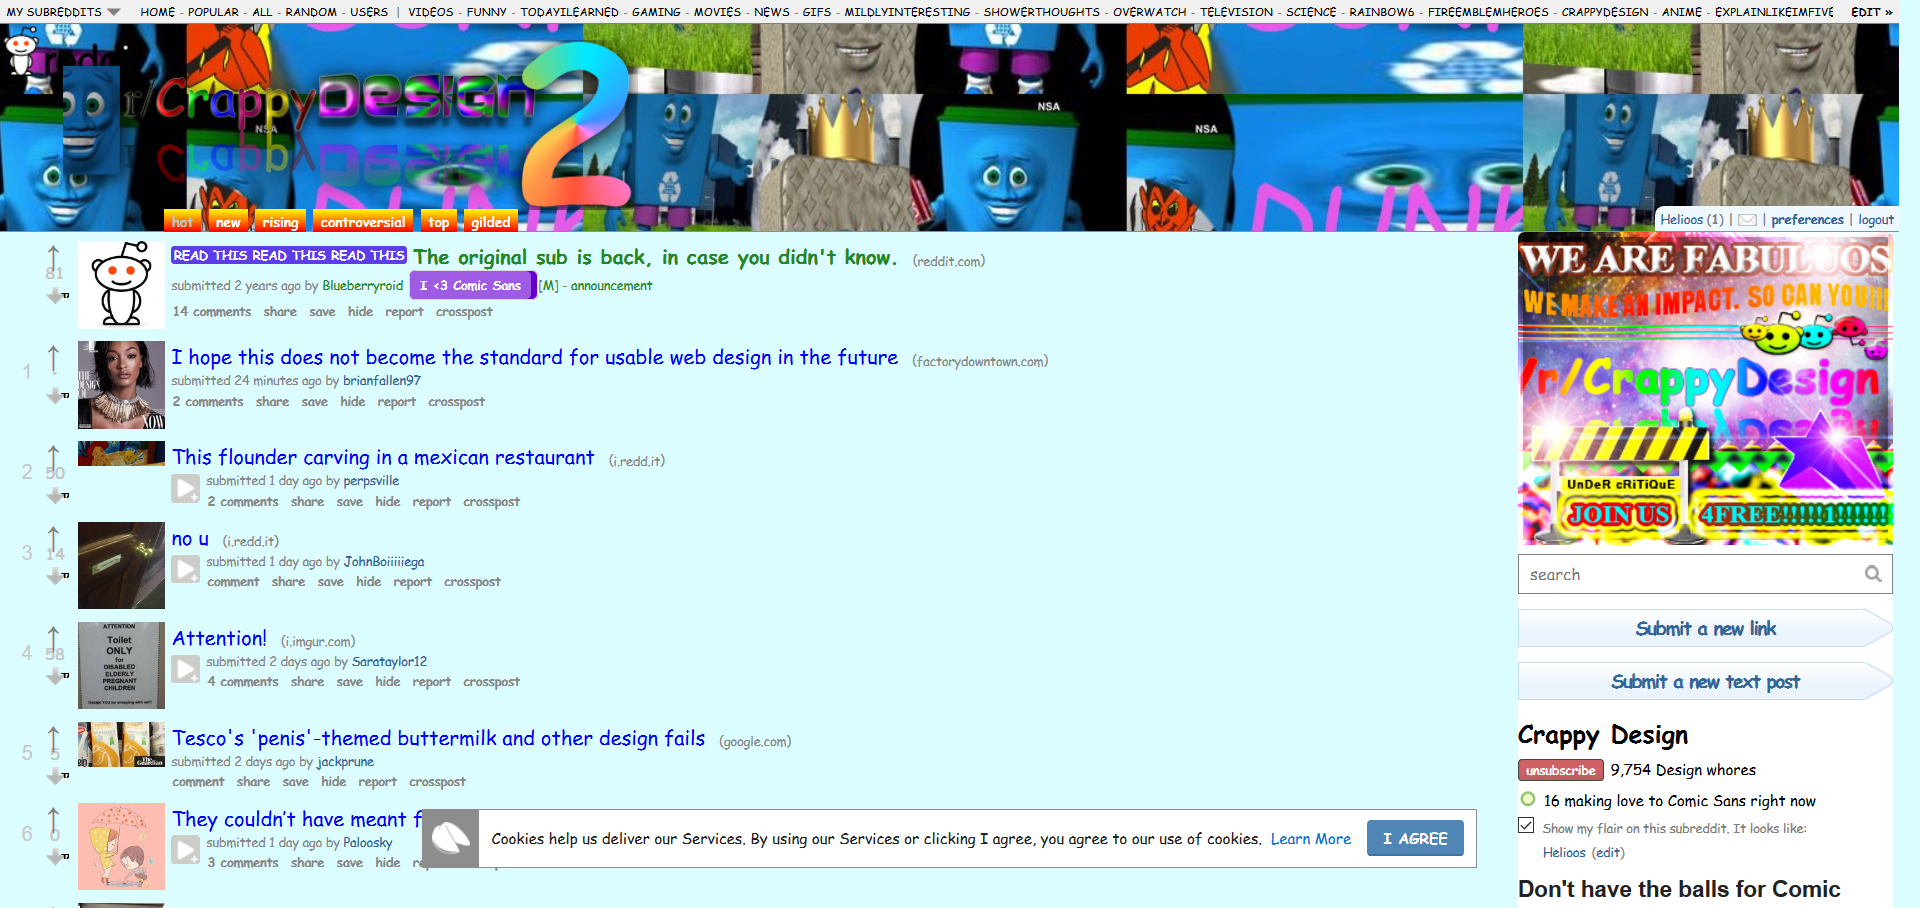 MY SUBREDDITS HOME - POPULAR - ALL - RANDOM - USERS | VIDEOS - FUNNY - TODAYILEARNED - GAMING - MOVIES - NEWS - GIFS - MILDLYINTERESTING - SHOWERTHOUGHTS - OVERWATCH - TELEVISION - SCIENCE - RAINBOW6 - FIREEMBLEMHEROES - CRAPPYDESIGN - ANIME - EXPLAINLIKEIMFIVE EDIT »
r/CrappyDesign 2
NSA
NSA
NSA
hot new rising controversial top gilded
Helioos (1) | | preferences | logout
81
READ THIS READ THIS READ THIS The original sub is back, in case you didn't know. (reddit.com)
submitted 2 years ago by Blueberryroid I <3 Comic Sans [M] - announcement
14 comments share save hide report crosspost
1
I hope this does not become the standard for usable web design in the future (factorydowntown.com)
submitted 24 minutes ago by brianfallen97
2 comments share save hide report crosspost
2 50
This flounder carving in a mexican restaurant (i.redd.it)
submitted 1 day ago by perpsville
2 comments share save hide report crosspost
3 14
no u (i.redd.it)
submitted 1 day ago by JohnBoiiiiiega
comment share save hide report crosspost
4 58
ATTENTION
Toilet
ONLY
for
DISABLED
ELDERLY
PREGNANT
CHILDREN
Attention! (i.imgur.com)
submitted 2 days ago by Sarataylor12
4 comments share save hide report crosspost
5 5
Tesco's 'penis'-themed buttermilk and other design fails (google.com)
submitted 2 days ago by jackprune
comment share save hide report crosspost
6 0
They couldn't have meant f
submitted 1 day ago by Paloosky
3 comments share save hide
Cookies help us deliver our Services. By using our Services or clicking I agree, you agree to our use of cookies. Learn More I AGREE
WE ARE FABULUOS
WE MAKE AN IMPACT. SO CAN YOU!!!
/r/CrappyDesign
UnDeR cRiTiQuE
JOIN US 4FREE!!!!!1!!!!!!
search
Submit a new link
Submit a new text post
Crappy Design
unsubscribe 9,754 Design whores
16 making love to Comic Sans right now
Show my flair on this subreddit. It looks like:
Helioos (edit)
Don't have the balls for Comic